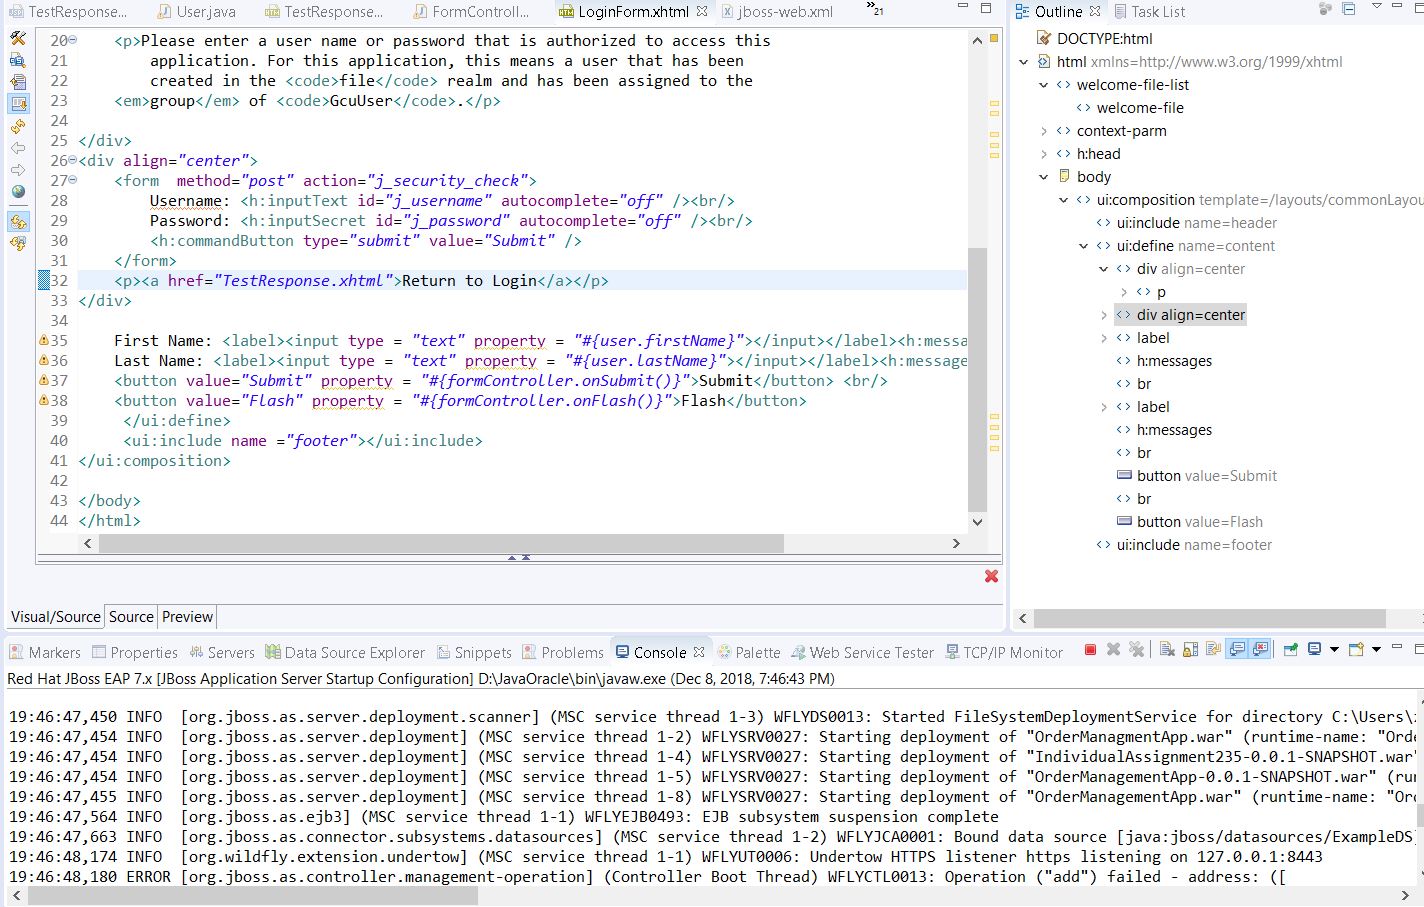 TestResponse...
User.java
TestResponse...
FormControll...
LoginForm.xhtml
jboss-web.xml
»21
20 <p>Please enter a user name or password that is authorized to access this
21 application. For this application, this means a user that has been
22 created in the <code>file</code> realm and has been assigned to the
23 <em>group</em> of <code>GcuUser</code>.</p>
24
25 </div>
26 <div align="center">
27 <form  method="post" action="j_security_check">
28 Username: <h:inputText id="j_username" autocomplete="off" /><br/>
29 Password: <h:inputSecret id="j_password" autocomplete="off" /><br/>
30 <h:commandButton type="submit" value="Submit" />
31 </form>
32 <p><a href="TestResponse.xhtml">Return to Login</a></p>
33 </div>
34
35 First Name: <label><input type = "text" property = "#{user.firstName}"></input></label><h:messa
36 Last Name: <label><input type = "text" property = "#{user.lastName}"></input></label><h:message
37 <button value="Submit" property = "#{formController.onSubmit()}">Submit</button> <br/>
38 <button value="Flash" property = "#{formController.onFlash()}">Flash</button>
39 </ui:define>
40 <ui:include name ="footer"></ui:include>
41 </ui:composition>
42
43 </body>
44 </html>
Visual/Source
Source
Preview
Outline
Task List
DOCTYPE:html
html xmlns=http://www.w3.org/1999/xhtml
welcome-file-list
welcome-file
context-parm
h:head
body
ui:composition template=/layouts/commonLayou
ui:include name=header
ui:define name=content
div align=center
p
div align=center
label
h:messages
br
label
h:messages
br
button value=Submit
br
button value=Flash
ui:include name=footer
Markers
Properties
Servers
Data Source Explorer
Snippets
Problems
Console
Palette
Web Service Tester
TCP/IP Monitor
Red Hat JBoss EAP 7.x [JBoss Application Server Startup Configuration] D:\JavaOracle\bin\javaw.exe (Dec 8, 2018, 7:46:43 PM)
19:46:47,450 INFO  [org.jboss.as.server.deployment.scanner] (MSC service thread 1-3) WFLYDS0013: Started FileSystemDeploymentService for directory C:\Users\
19:46:47,454 INFO  [org.jboss.as.server.deployment] (MSC service thread 1-2) WFLYSRV0027: Starting deployment of "OrderManagmentApp.war" (runtime-name: "Orde
19:46:47,454 INFO  [org.jboss.as.server.deployment] (MSC service thread 1-4) WFLYSRV0027: Starting deployment of "IndividualAssignment235-0.0.1-SNAPSHOT.war"
19:46:47,454 INFO  [org.jboss.as.server.deployment] (MSC service thread 1-5) WFLYSRV0027: Starting deployment of "OrderManagementApp-0.0.1-SNAPSHOT.war" (run
19:46:47,455 INFO  [org.jboss.as.server.deployment] (MSC service thread 1-8) WFLYSRV0027: Starting deployment of "OrderManagementApp.war" (runtime-name: "Ord
19:46:47,564 INFO  [org.jboss.as.ejb3] (MSC service thread 1-1) WFLYEJB0493: EJB subsystem suspension complete
19:46:47,663 INFO  [org.jboss.as.connector.subsystems.datasources] (MSC service thread 1-2) WFLYJCA0001: Bound data source [java:jboss/datasources/ExampleDS]
19:46:48,174 INFO  [org.wildfly.extension.undertow] (MSC service thread 1-1) WFLYUT0006: Undertow HTTPS listener https listening on 127.0.0.1:8443
19:46:48,180 ERROR [org.jboss.as.controller.management-operation] (Controller Boot Thread) WFLYCTL0013: Operation ("add") failed - address: ([